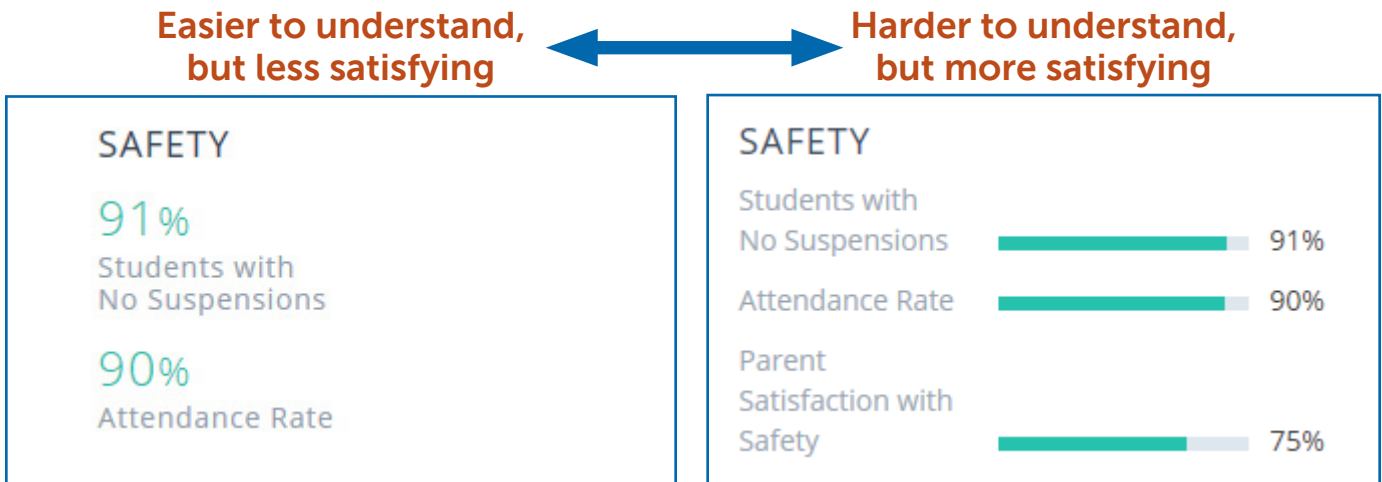 Easier to understand,
but less satisfying
Harder to understand,
but more satisfying
SAFETY
91%
Students with
No Suspensions
90%
Attendance Rate
SAFETY
Students with
No Suspensions 91%
Attendance Rate 90%
Parent
Satisfaction with
Safety 75%